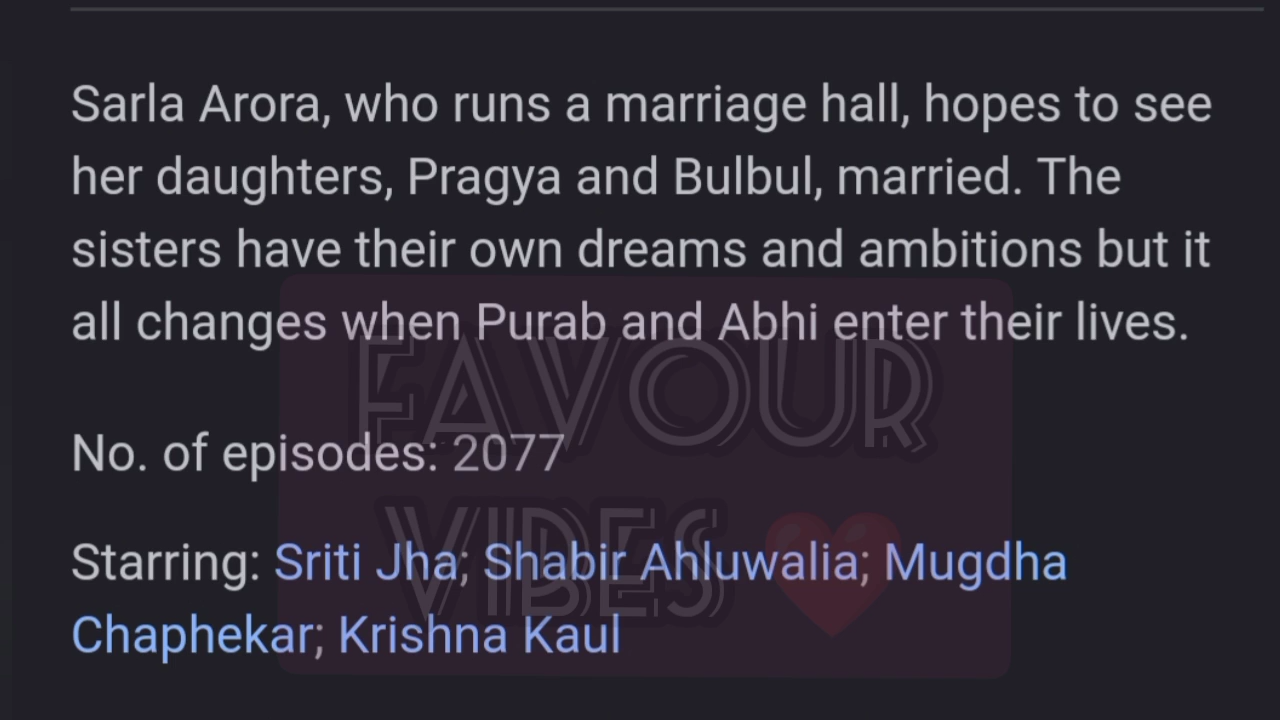 Sarla Arora, who runs a marriage hall, hopes to see
her daughters, Pragya and Bulbul, married. The
sisters have their own dreams and ambitions but it
all changes when Purab and Abhi enter their lives.
FAVOUR
No. of episodes: 2077
VIBES ❤️
Starring: Sriti Jha; Shabir Ahluwalia; Mugdha
Chaphekar; Krishna Kaul